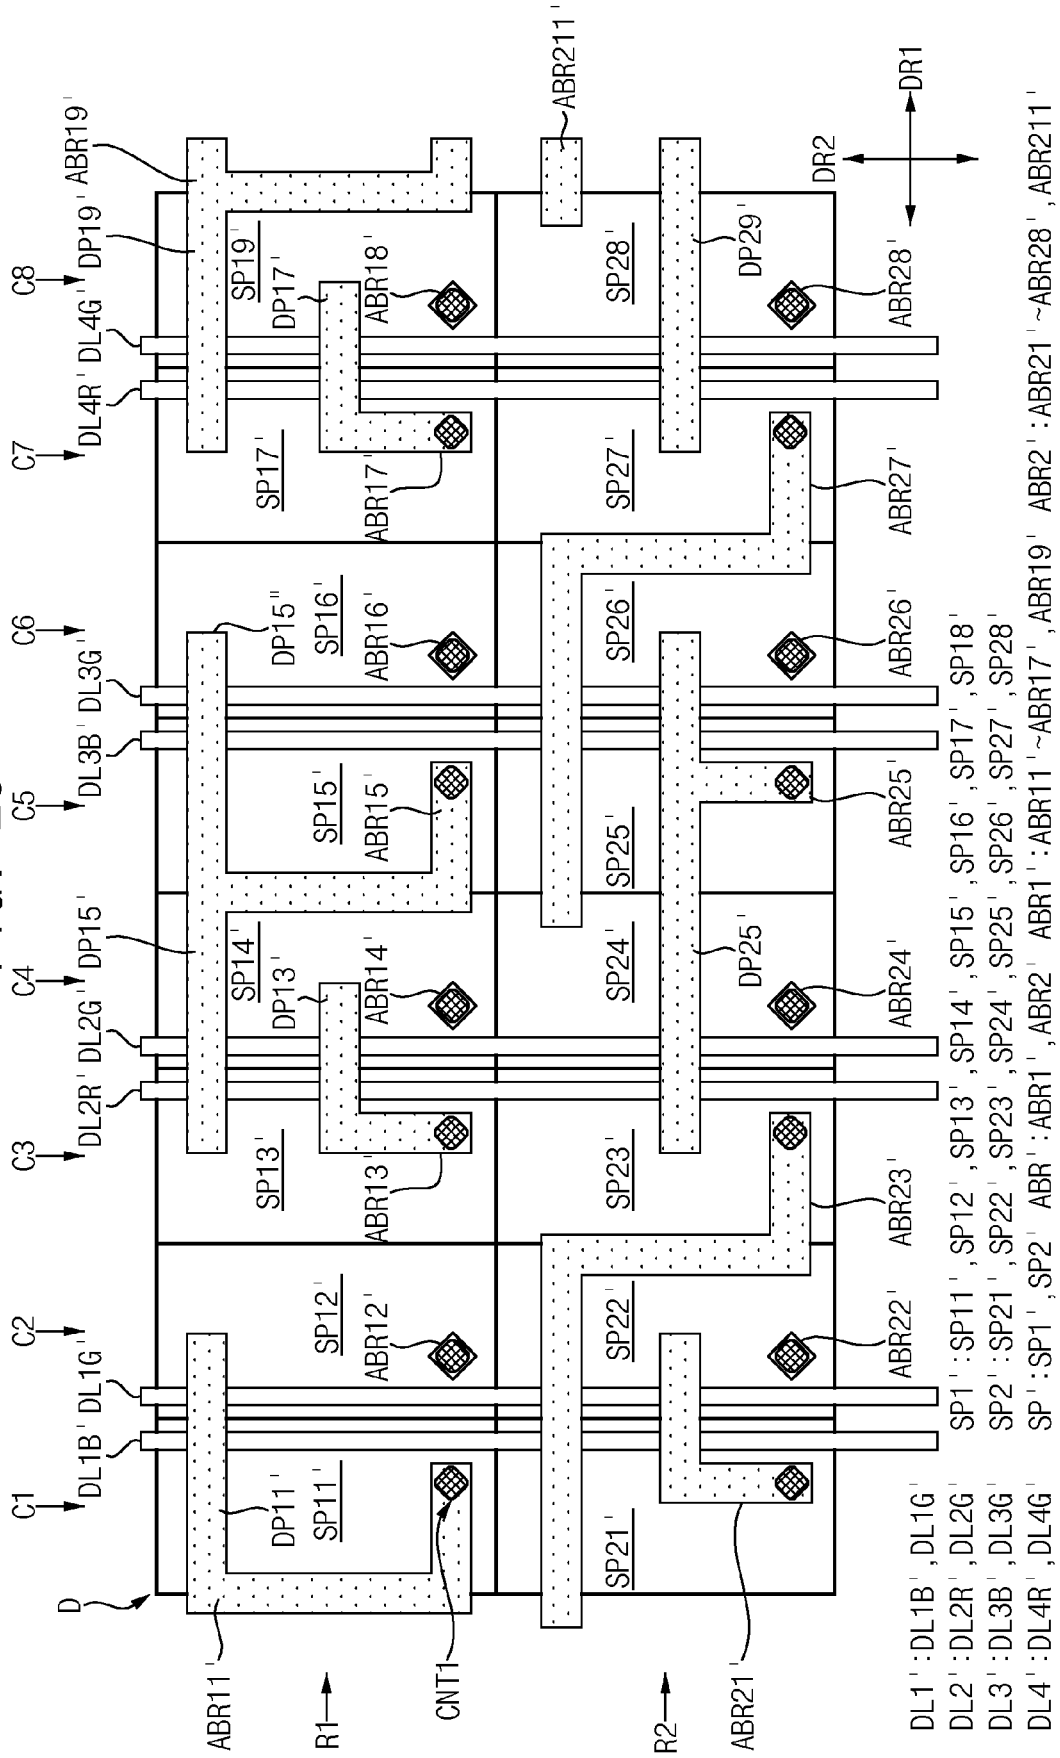 C1 C2 C3 C4 C5 C6 C7 C8
D
DL1B' DL1G' DL2R' DL2G' DP15' DL3B' DL3G' DL4R' DL4G' DP19' ABR19'
ABR11'
DP11'
SP11'
SP12'
SP13'
SP14'
SP15'
DP15"
SP16'
SP17'
SP19'
R1
ABR12'
ABR13'
DP13'
ABR14'
ABR15'
ABR16'
ABR17'
DP17'
ABR18'
CNT1
ABR211'
SP21'
SP22'
SP23'
SP24'
SP25'
SP26'
SP27'
SP28'
R2
ABR21'
DP25'
DP29'
ABR22'
ABR23'
ABR24'
ABR25'
ABR26'
ABR27'
ABR28'
DR2
DR1
DL1':DL1B',DL1G'
DL2':DL2R',DL2G' SP1':SP11',SP12',SP13',SP14',SP15',SP16',SP17',SP18'
DL3':DL3B',DL3G' SP2':SP21',SP22',SP23',SP24',SP25',SP26',SP27',SP28'
DL4':DL4R',DL4G' SP':SP1',SP2' ABR':ABR1',ABR2' ABR1':ABR11'~ABR17',ABR19' ABR2':ABR21'~ABR28',ABR211'